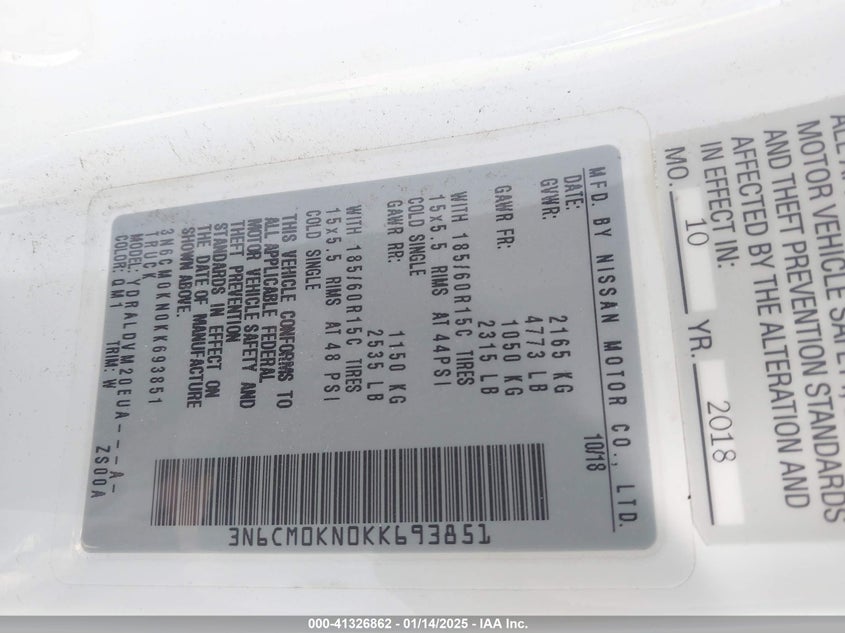 MFD. BY NISSAN MOTOR CO., LTD.
DATE: 10/18
GVWR: 2165 KG
4773 LB
GAWR FR: 1050 KG
2315 LB
WITH 185/60R15C TIRES
15x5.5 RIMS AT 44PSI
COLD SINGLE
GAWR RR: 1150 KG
2535 LB
WITH 185/60R15C TIRES
15x5.5 RIMS AT 48 PSI
COLD SINGLE
THIS VEHICLE CONFORMS TO
ALL APPLICABLE FEDERAL
MOTOR VEHICLE SAFETY AND
THEFT PREVENTION
STANDARDS IN EFFECT ON
THE DATE OF MANUFACTURE
SHOWN ABOVE.
3N6CM0KN0KK693851
TRUCK
MODEL: YDRALDYM20EUA---A-
COLOR: QM1 TRIM: W ZS00A
3N6CM0KN0KK693851
MOTOR VEHICLE SAFETY,
AND THEFT PREVENTION STANDARDS
AFFECTED BY THE ALTERATION AND
IN EFFECT IN:
MO. 10 YR. 2018
000-41326862 - 01/14/2025 - IAA Inc.